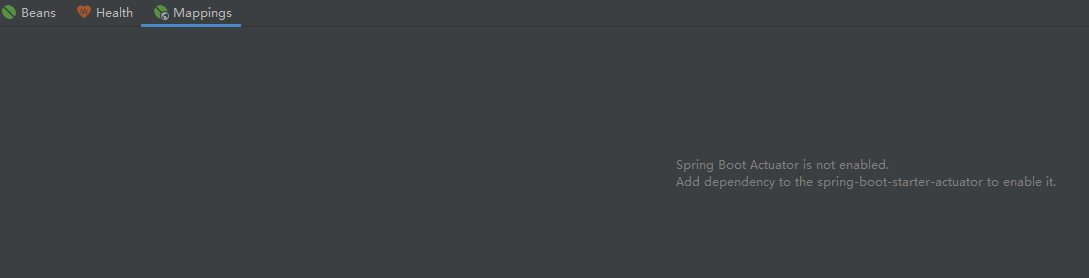 Beans Health Mappings
Spring Boot Actuator is not enabled.
Add dependency to the spring-boot-starter-actuator to enable it.